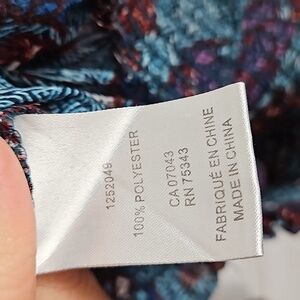 1252049
100% POLYESTER
CA 07043
RN 75343
FABRIQUÉ EN CHINE
MADE IN CHINA